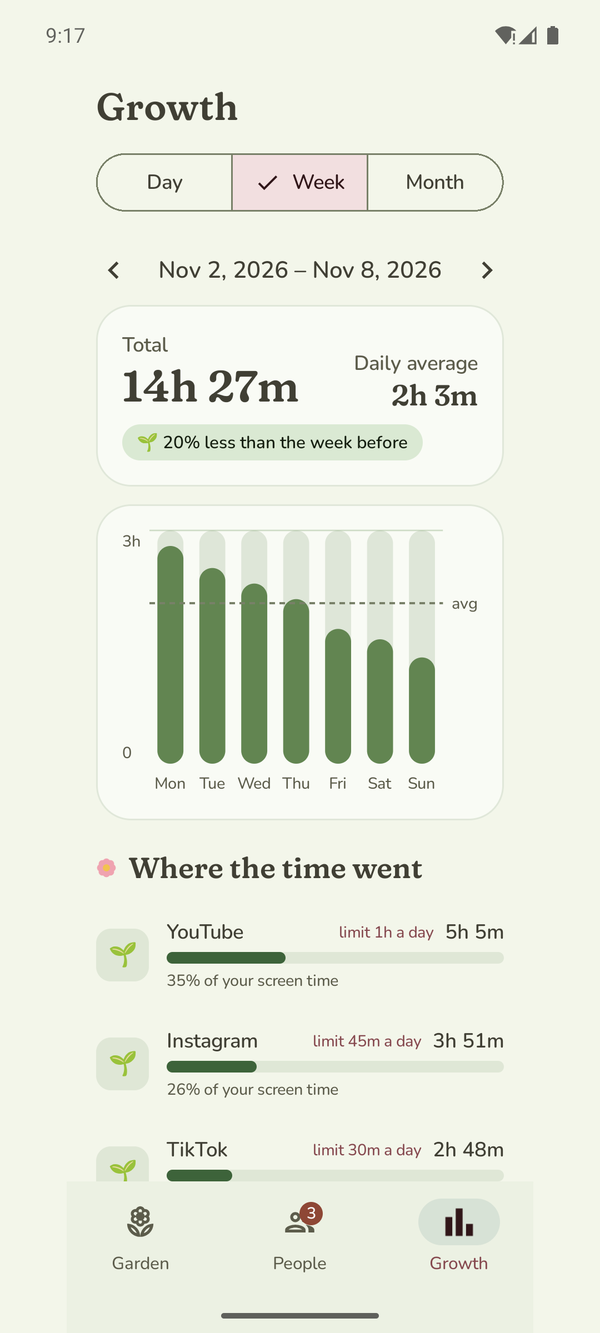 9:17
Growth
Day
Week
Month
Nov 2, 2026 – Nov 8, 2026
Total
14h 27m
Daily average
2h 3m
🌱 20% less than the week before
3h
avg
0
Mon Tue Wed Thu Fri Sat Sun
Where the time went
YouTube limit 1h a day 5h 5m
35% of your screen time
Instagram limit 45m a day 3h 51m
26% of your screen time
TikTok limit 30m a day 2h 48m
3
Garden People Growth